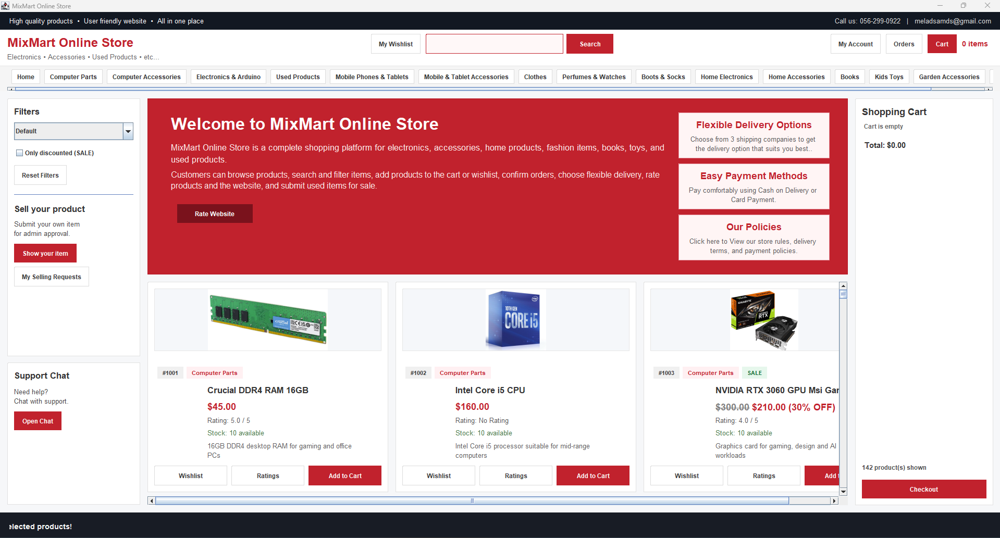 MixMart Online Store
High quality products • User friendly website • All in one place
Call us: 056-299-0922 | meladsamds@gmail.com
MixMart Online Store
Electronics • Accessories • Used Products • etc...
My Wishlist
Search
My Account
Orders
Cart
0 items
Home
Computer Parts
Computer Accessories
Electronics & Arduino
Used Products
Mobile Phones & Tablets
Mobile & Tablet Accessories
Clothes
Perfumes & Watches
Boots & Socks
Home Electronics
Home Accessories
Books
Kids Toys
Garden Accessories
Filters
Default
Only discounted (SALE)
Reset Filters
Sell your product
Submit your own item
for admin approval.
Show your item
My Selling Requests
Support Chat
Need help?
Chat with support.
Open Chat
Welcome to MixMart Online Store
MixMart Online Store is a complete shopping platform for electronics, accessories, home products, fashion items, books, toys, and
used products.
Customers can browse products, search and filter items, add products to the cart or wishlist, confirm orders, choose flexible delivery, rate
products and the website, and submit used items for sale.
Rate Website
Flexible Delivery Options
Choose from 3 shipping companies to get
the delivery option that suits you best..
Easy Payment Methods
Pay comfortably using Cash on Delivery or
Card Payment.
Our Policies
Click here to View our store rules, delivery
terms, and payment policies.
crucial
#1001
Computer Parts
Crucial DDR4 RAM 16GB
$45.00
Rating: 5.0 / 5
Stock: 10 available
16GB DDR4 desktop RAM for gaming and office
PCs
Wishlist
Ratings
Add to Cart
intel
10TH GEN
CORE i5
#1002
Computer Parts
Intel Core i5 CPU
$160.00
Rating: No Rating
Stock: 10 available
Intel Core i5 processor suitable for mid-range
computers
Wishlist
Ratings
Add to Cart
GIGABYTE
RTX
#1003
Computer Parts
SALE
NVIDIA RTX 3060 GPU Msi Gar
$300.00 $210.00 (30% OFF)
Rating: 4.0 / 5
Stock: 10 available
Graphics card for gaming, design and AI
workloads
Wishlist
Ratings
Add t
Shopping Cart
Cart is empty
Total: $0.00
142 product(s) shown
Checkout
elected products!